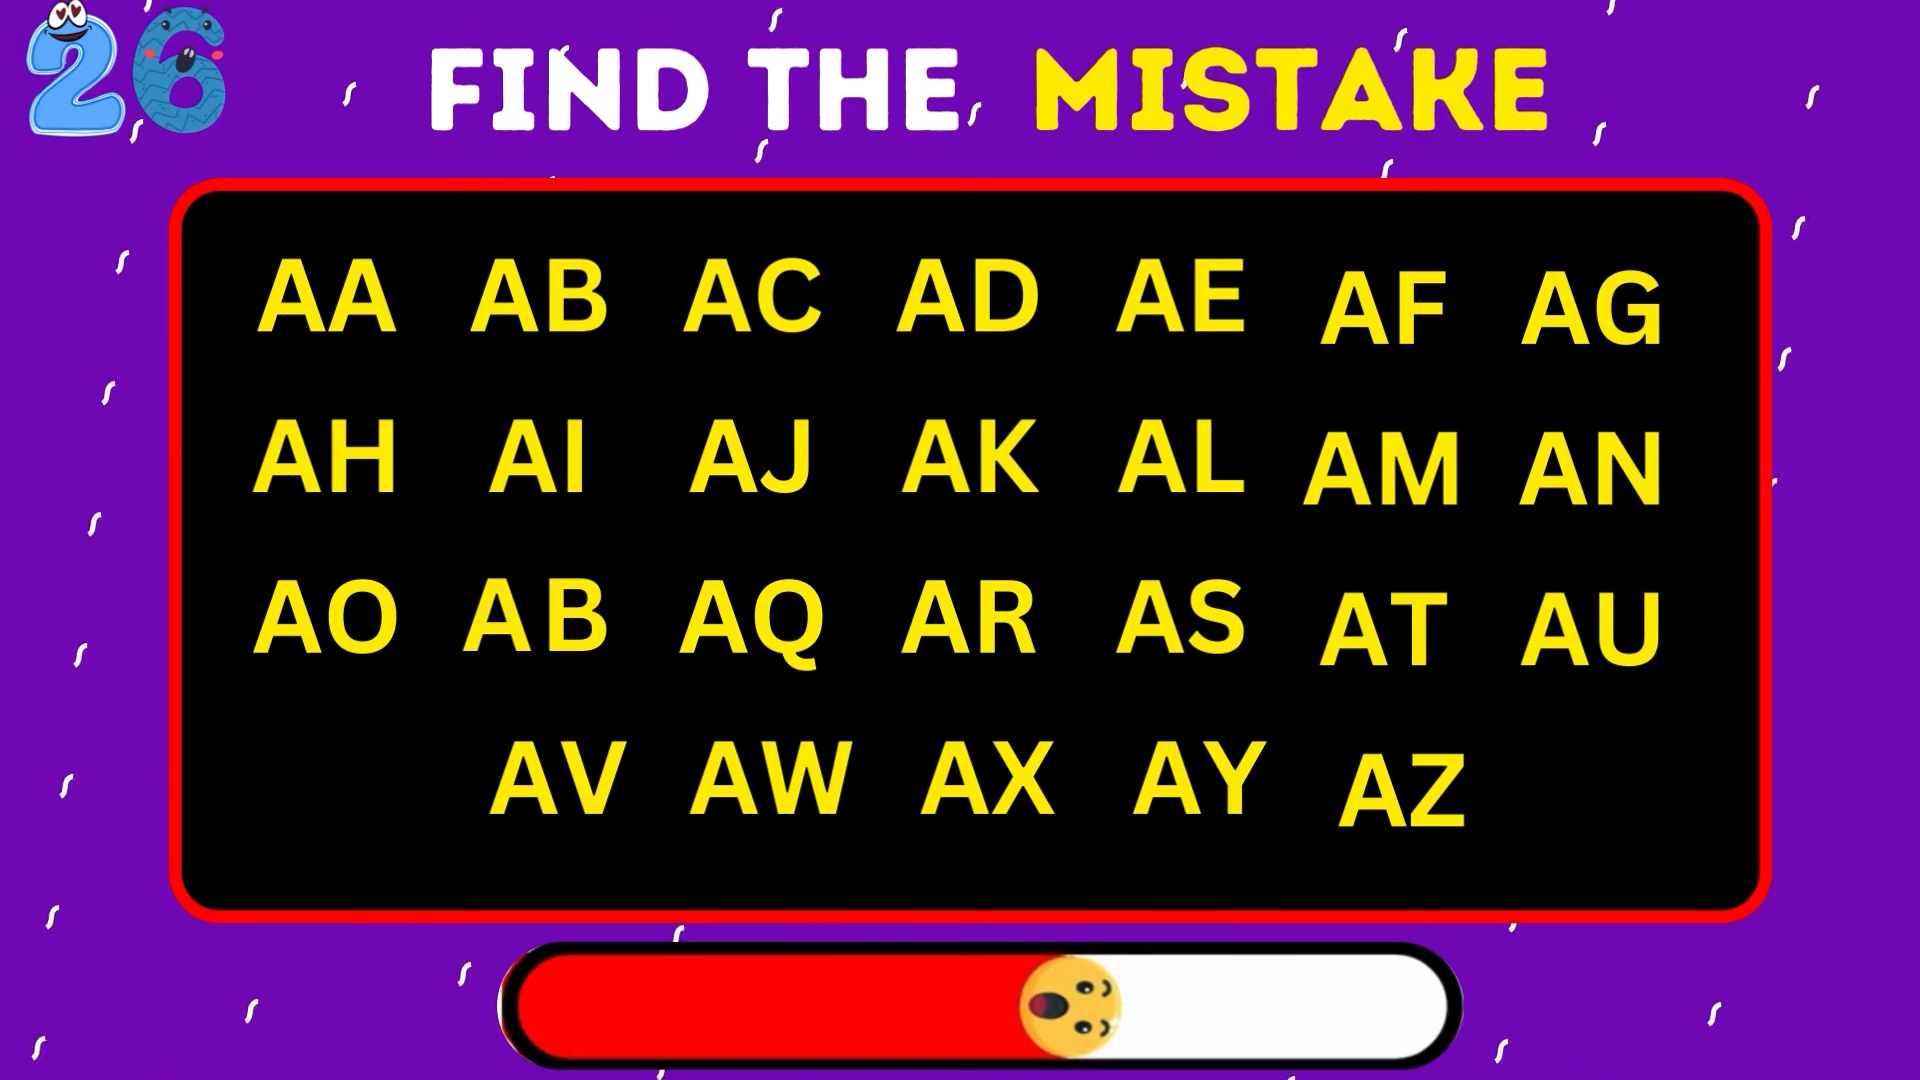 26
FIND THE MISTAKE
AA AB AC AD AE AF AG
AH AI AJ AK AL AM AN
AO AB AQ AR AS AT AU
AV AW AX AY AZ